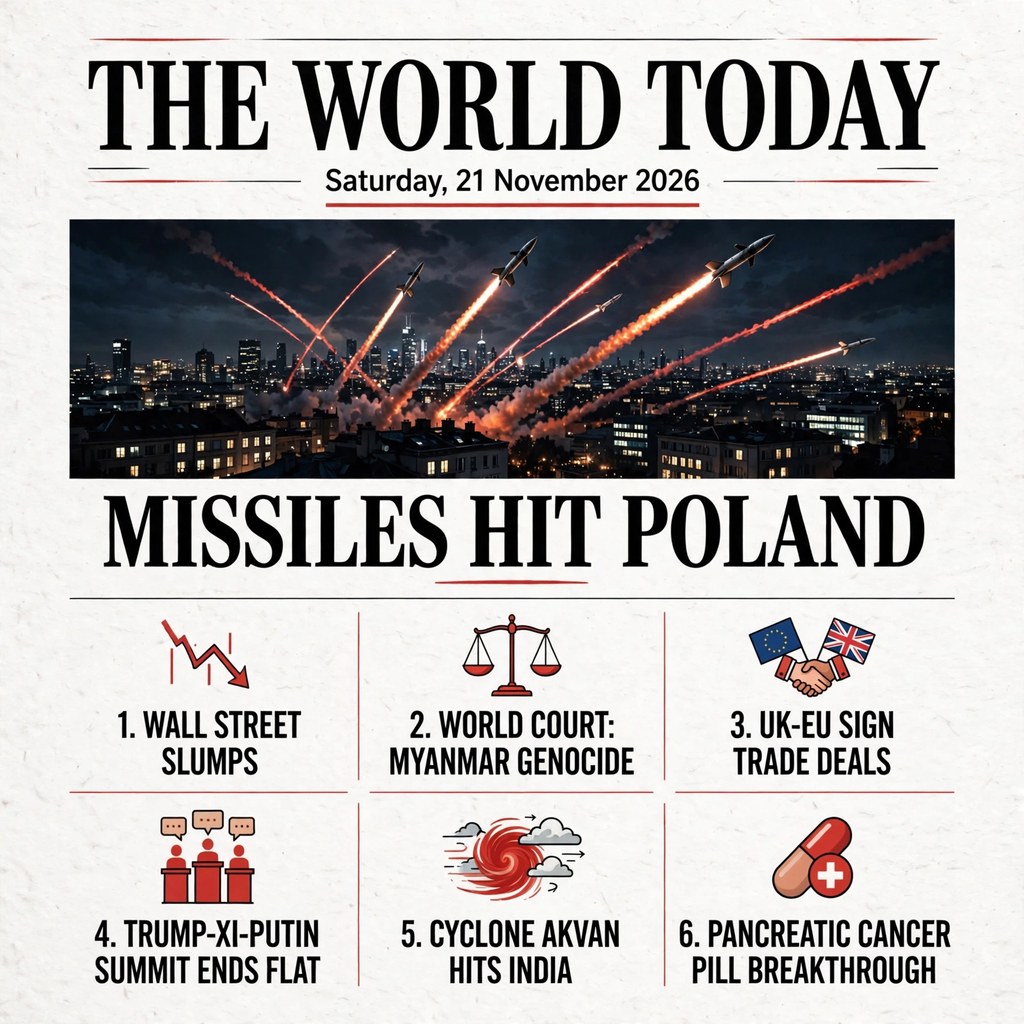 THE WORLD TODAY
Saturday, 21 November 2026
MISSILES HIT POLAND
1. WALL STREET
SLUMPS
2. WORLD COURT:
MYANMAR GENOCIDE
3. UK-EU SIGN
TRADE DEALS
4. TRUMP-XI-PUTIN
SUMMIT ENDS FLAT
5. CYCLONE AKVAN
HITS INDIA
6. PANCREATIC CANCER
PILL BREAKTHROUGH